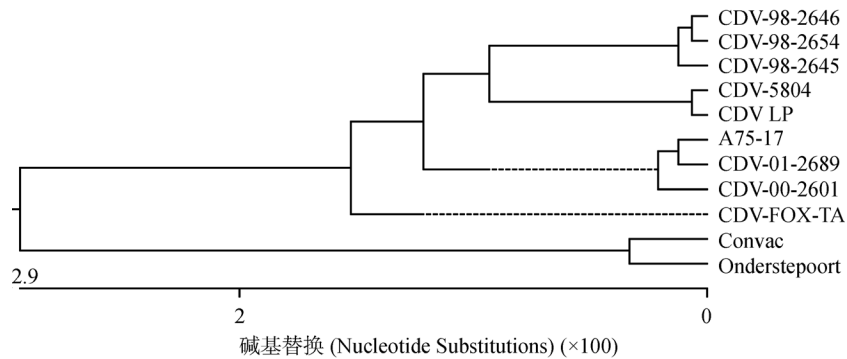 CDV-98-2646
CDV-98-2654
CDV-98-2645
CDV-5804
CDV LP
A75-17
CDV-01-2689
CDV-00-2601
CDV-FOX-TA
Convac
Onderstepoort
2.9
2 0
碱基替换 (Nucleotide Substitutions) (×100)